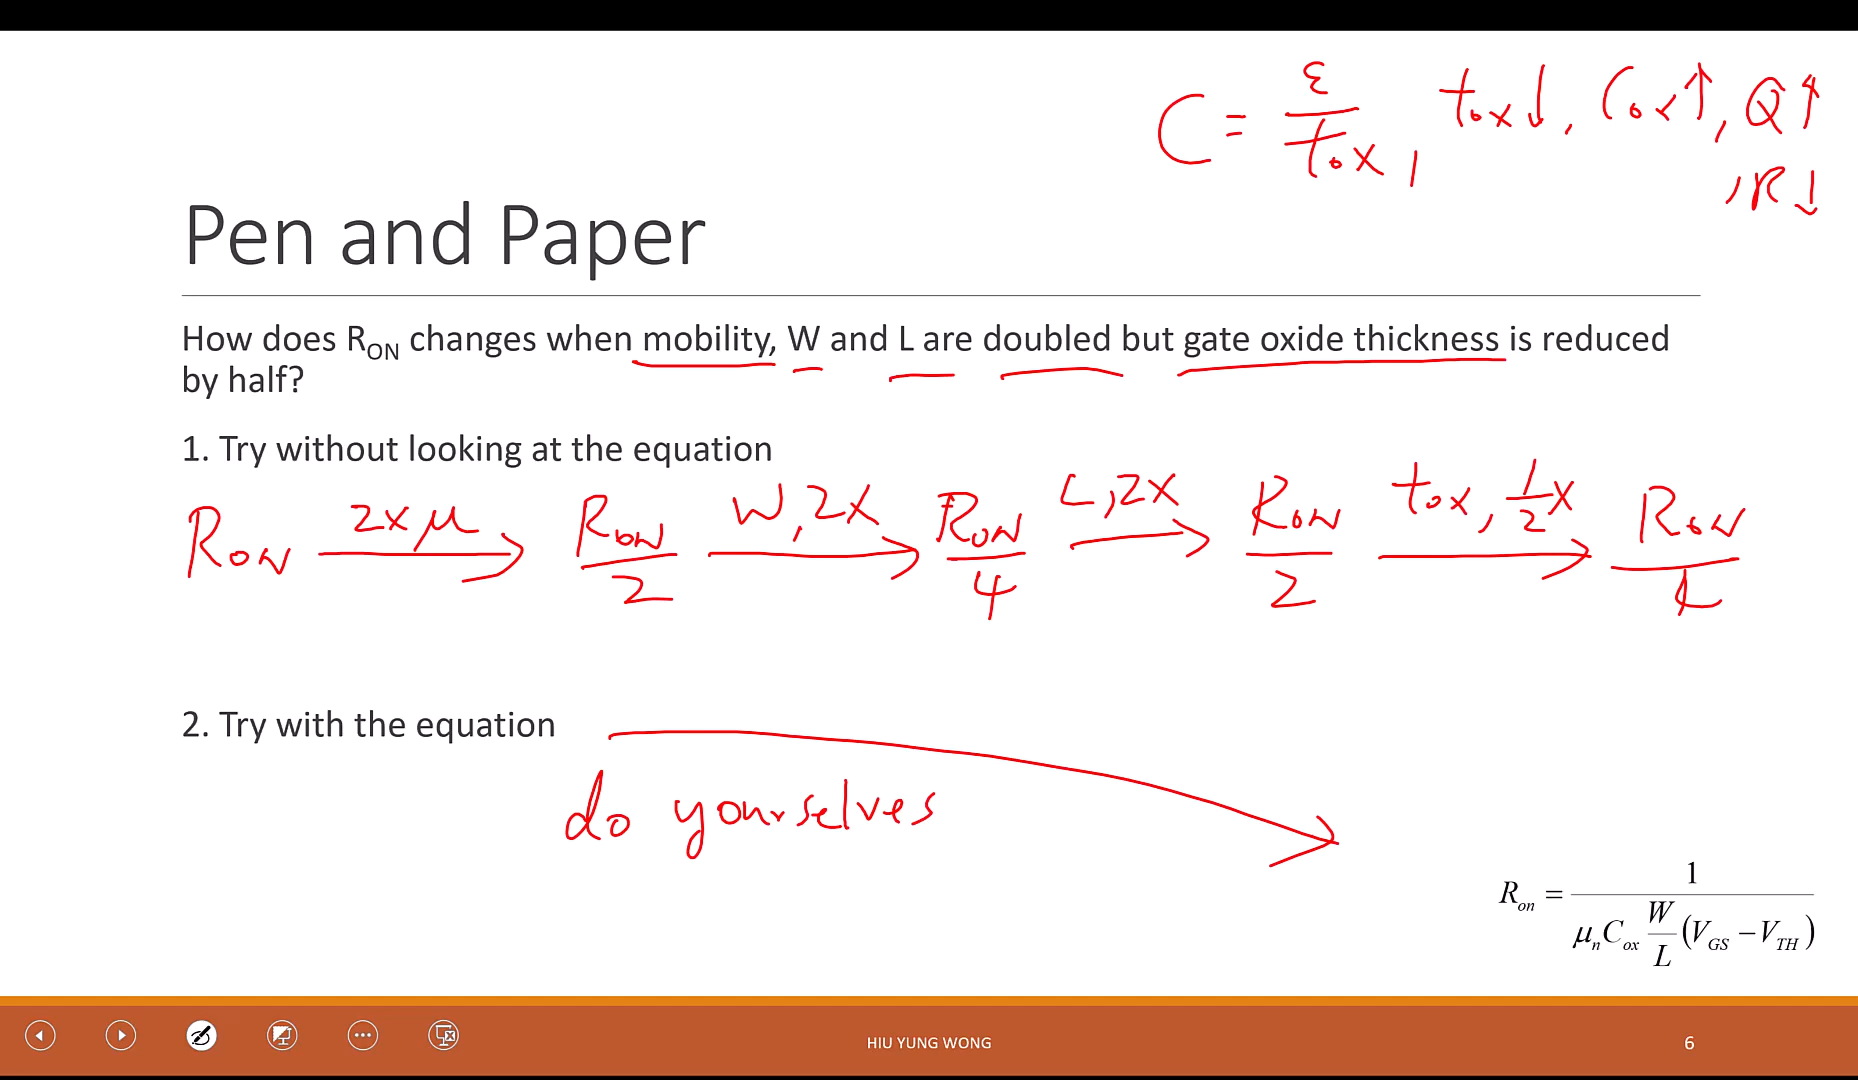 C = ε / tox, tox↓, Cox↑, Q↑
, R↓
Pen and Paper
How does RON changes when mobility, W and L are doubled but gate oxide thickness is reduced
by half?
1. Try without looking at the equation
RON 2xμ → RON/2 W,2X → RON/4 L,2X → RON/2 tox, 1/2 X → RON/4
2. Try with the equation
do yourselves
Ron = 1 / μnCox W/L (VGS − VTH)
HIU YUNG WONG
6